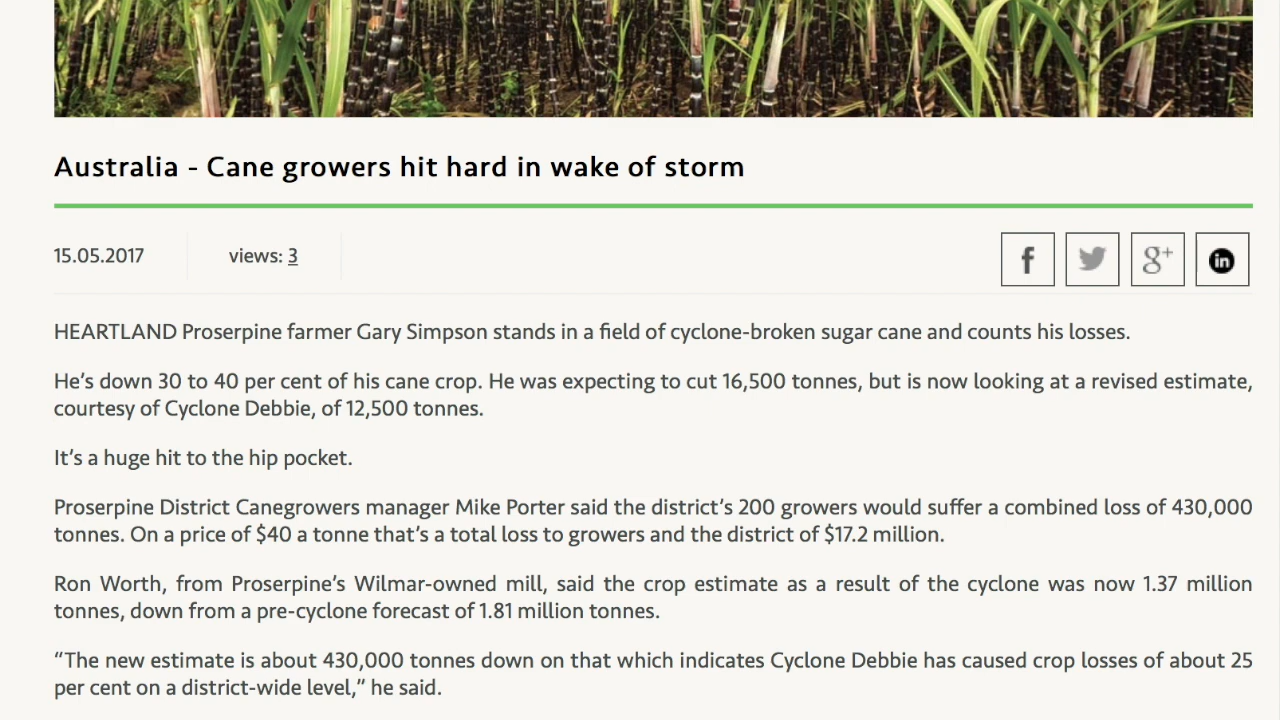 Australia - Cane growers hit hard in wake of storm
15.05.2017 views: 3 f g+ in
HEARTLAND Proserpine farmer Gary Simpson stands in a field of cyclone-broken sugar cane and counts his losses.
He’s down 30 to 40 per cent of his cane crop. He was expecting to cut 16,500 tonnes, but is now looking at a revised estimate,
courtesy of Cyclone Debbie, of 12,500 tonnes.
It’s a huge hit to the hip pocket.
Proserpine District Canegrowers manager Mike Porter said the district’s 200 growers would suffer a combined loss of 430,000
tonnes. On a price of $40 a tonne that’s a total loss to growers and the district of $17.2 million.
Ron Worth, from Proserpine’s Wilmar-owned mill, said the crop estimate as a result of the cyclone was now 1.37 million
tonnes, down from a pre-cyclone forecast of 1.81 million tonnes.
“The new estimate is about 430,000 tonnes down on that which indicates Cyclone Debbie has caused crop losses of about 25
per cent on a district-wide level,” he said.